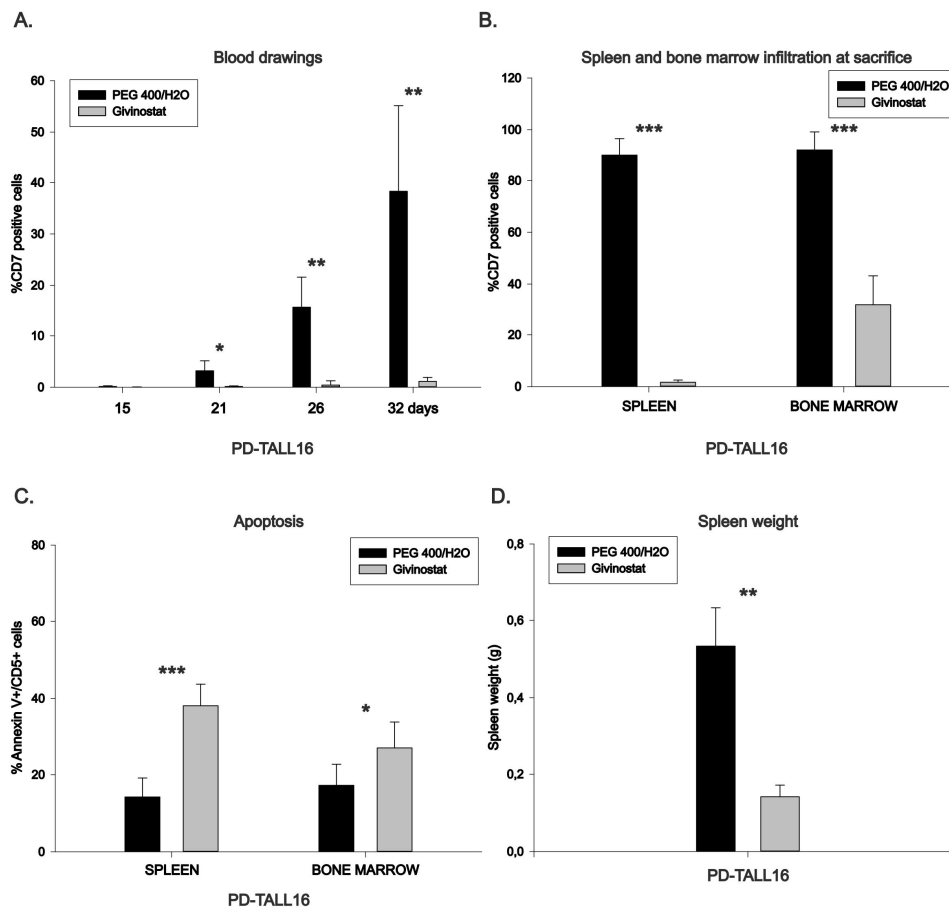 A.
Blood drawings
PEG 400/H2O
Givinostat
%CD7 positive cells
60
50
40
30
20
10
0
*
**
**
15 21 26 32 days
PD-TALL16
B.
Spleen and bone marrow infiltration at sacrifice
PEG 400/H2O
Givinostat
%CD7 positive cells
120
100
80
60
40
20
0
***
***
SPLEEN BONE MARROW
PD-TALL16
C.
Apoptosis
PEG 400/H2O
Givinostat
% Annexin V+/CD5+ cells
80
60
40
20
0
***
*
SPLEEN BONE MARROW
PD-TALL16
D.
Spleen weight
PEG 400/H2O
Givinostat
Spleen weight (g)
0,8
0,6
0,4
0,2
0,0
**
PD-TALL16